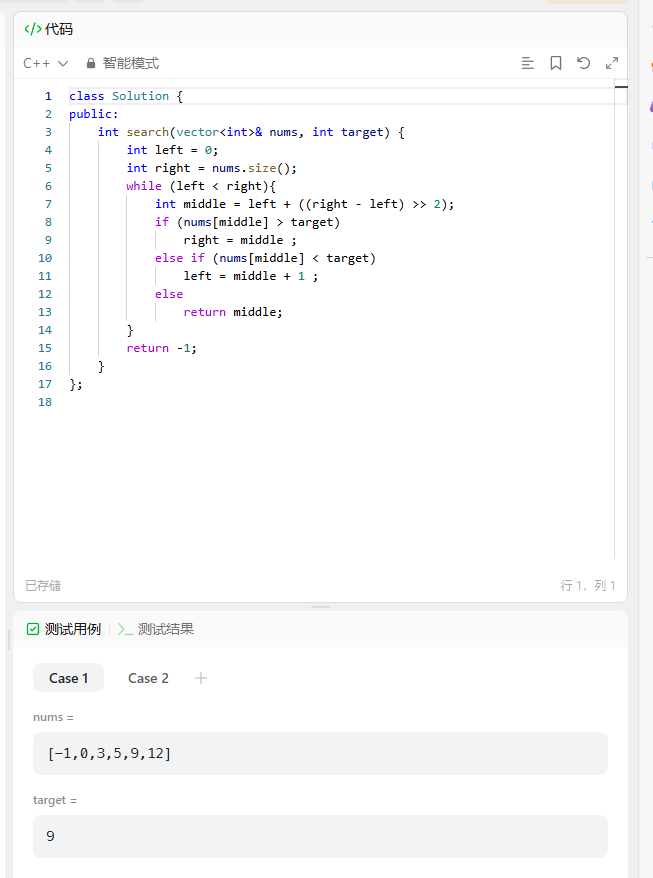 </> 代码
C++ 智能模式
1 class Solution {
2 public:
3 int search(vector<int>& nums, int target) {
4 int left = 0;
5 int right = nums.size();
6 while (left < right){
7 int middle = left + ((right - left) >> 2);
8 if (nums[middle] > target)
9 right = middle ;
10 else if (nums[middle] < target)
11 left = middle + 1 ;
12 else
13 return middle;
14 }
15 return -1;
16 }
17 };
18
已存储 行 1, 列 1
测试用例 >_ 测试结果
Case 1 Case 2 +
nums =
[-1,0,3,5,9,12]
target =
9